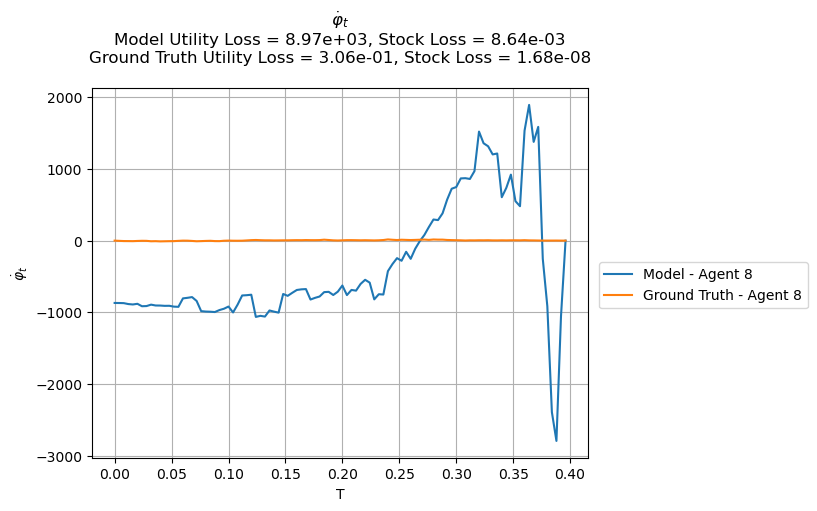 φ̇ₜ
Model Utility Loss = 8.97e+03, Stock Loss = 8.64e-03
Ground Truth Utility Loss = 3.06e-01, Stock Loss = 1.68e-08
2000
1000
0
−1000
−2000
−3000
φ̇ₜ
0.00 0.05 0.10 0.15 0.20 0.25 0.30 0.35 0.40
T
Model - Agent 8
Ground Truth - Agent 8